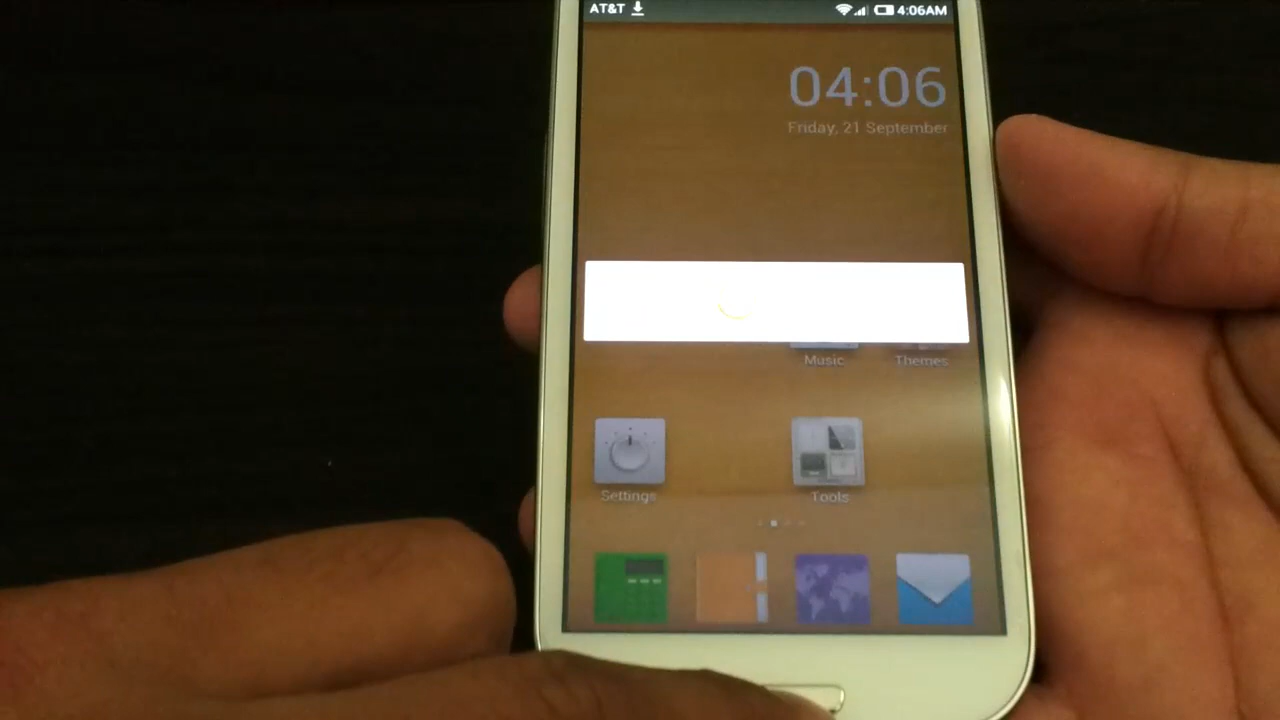 AT&T 4:06AM
04:06
Friday, 21 September
Music Themes
Settings Tools